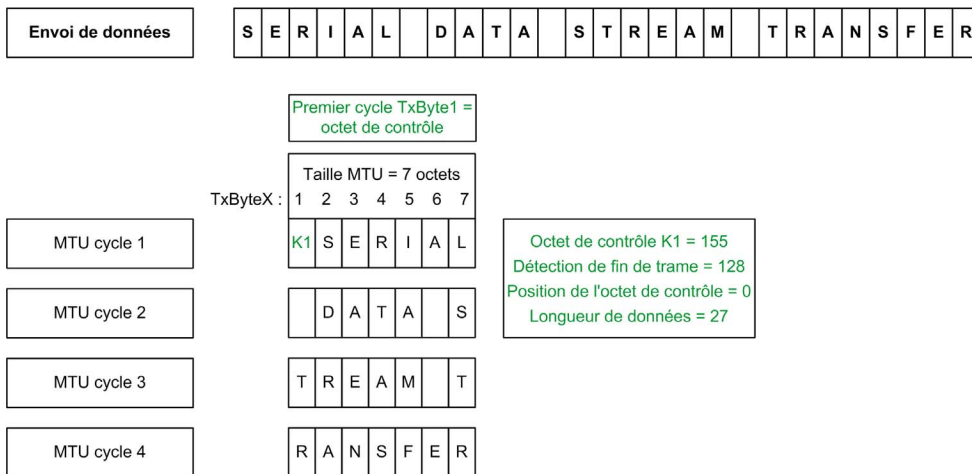 Envoi de données S E R I A L D A T A S T R E A M T R A N S F E R
Premier cycle TxByte1 =
octet de contrôle
Taille MTU = 7 octets
TxByteX : 1 2 3 4 5 6 7
MTU cycle 1 K1 S E R I A L
Octet de contrôle K1 = 155
Détection de fin de trame = 128
Position de l'octet de contrôle = 0
Longueur de données = 27
MTU cycle 2 D A T A S
MTU cycle 3 T R E A M T
MTU cycle 4 R A N S F E R